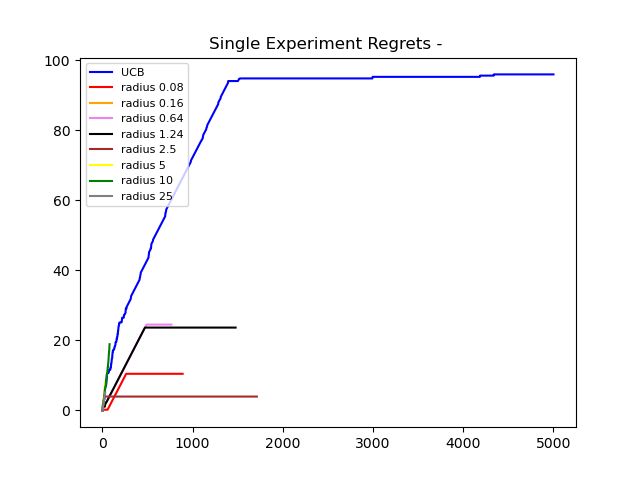 Single Experiment Regrets -
100
80
60
40
20
0
UCB
radius 0.08
radius 0.16
radius 0.64
radius 1.24
radius 2.5
radius 5
radius 10
radius 25
0 1000 2000 3000 4000 5000